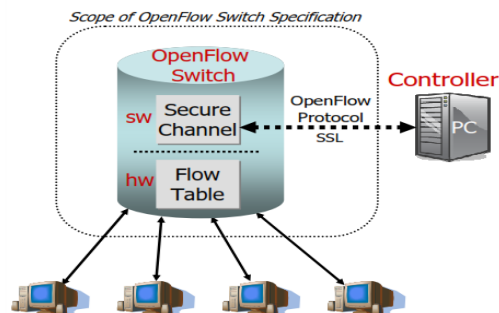 Scope of OpenFlow Switch Specification
OpenFlow
Switch
sw
Secure
Channel
hw
Flow
Table
OpenFlow
Protocol
SSL
Controller
PC